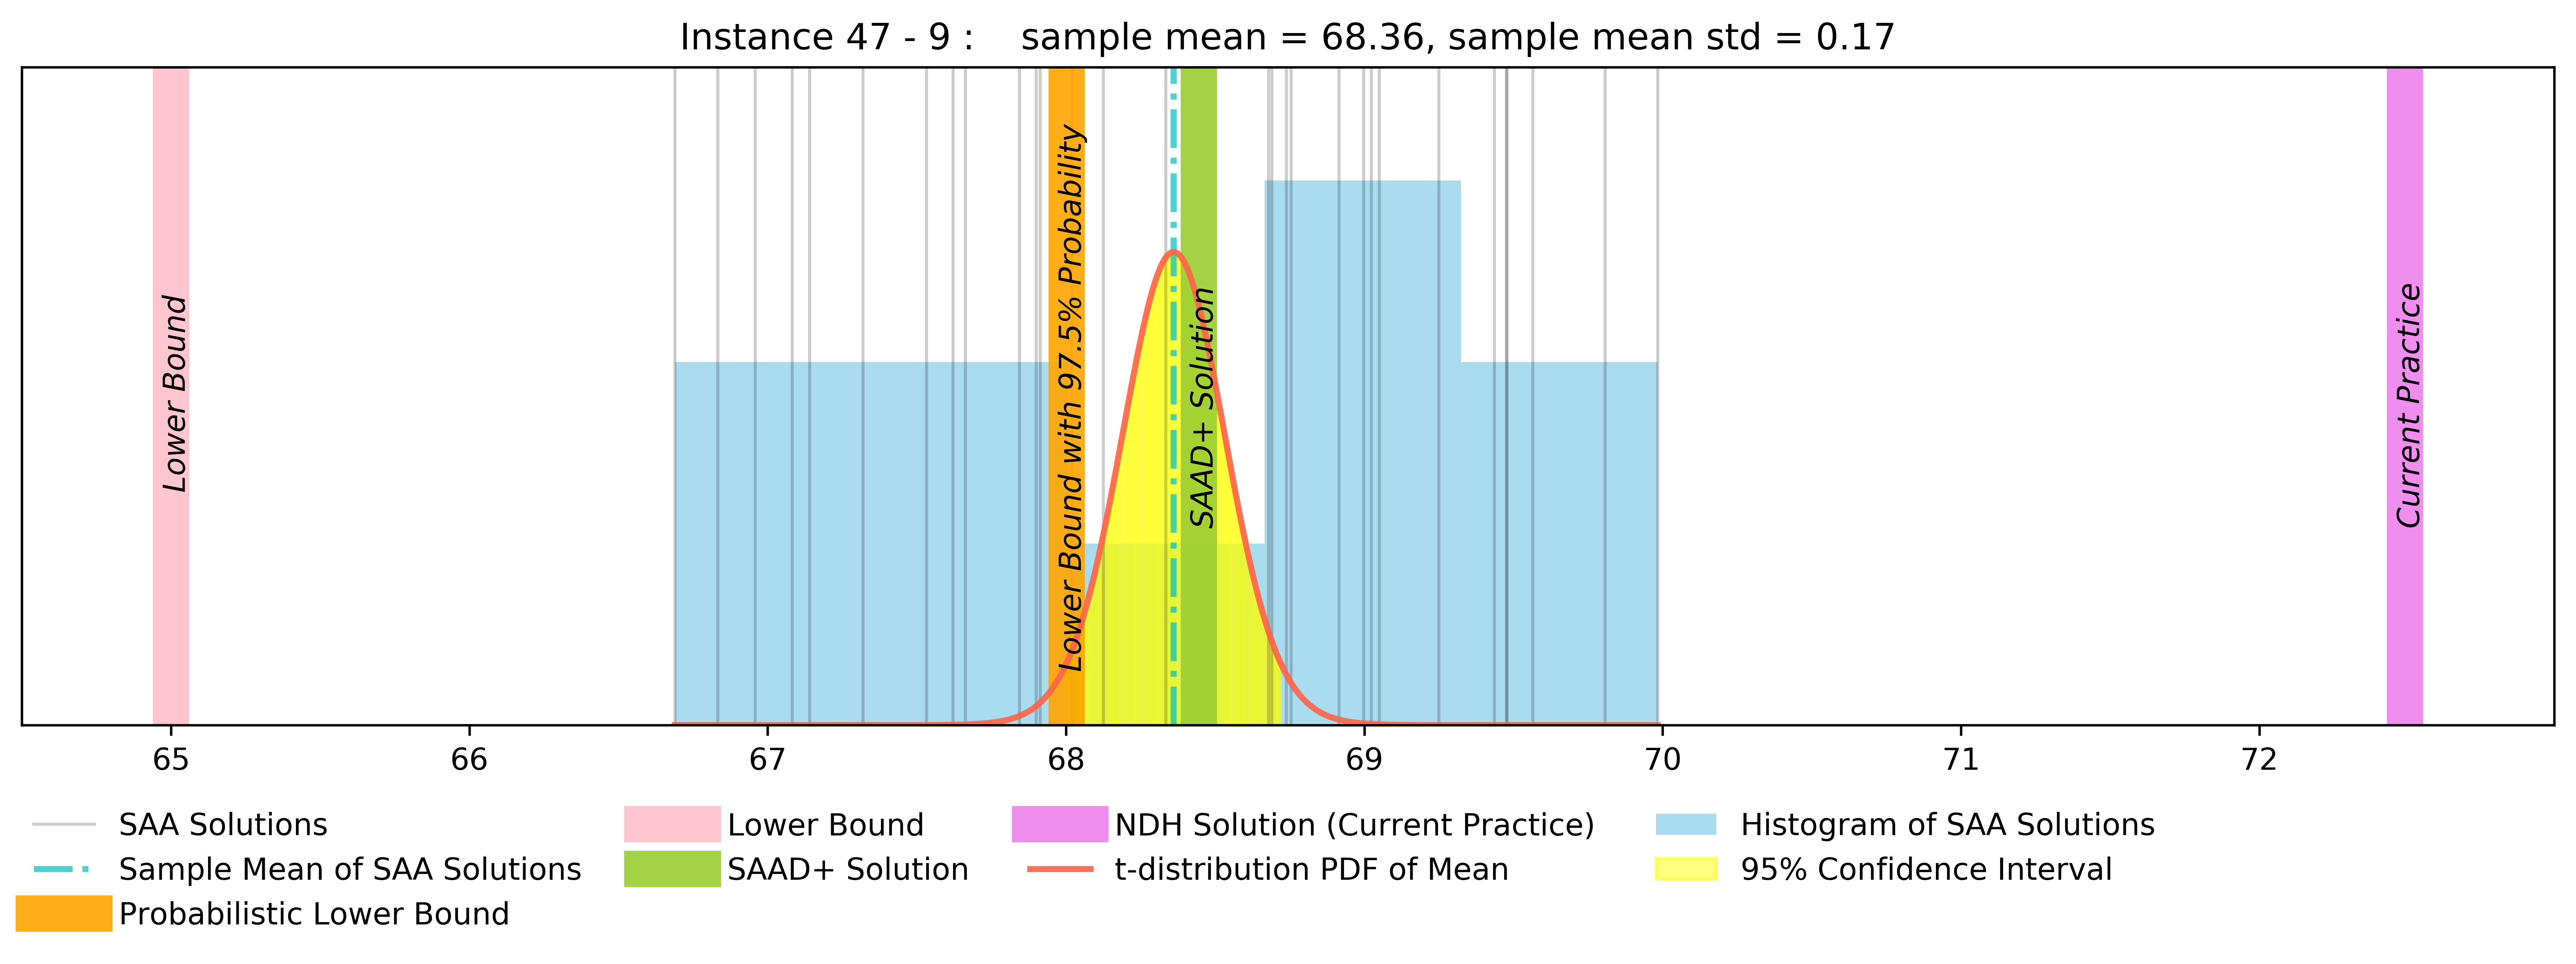 Instance 47 - 9 :    sample mean = 68.36, sample mean std = 0.17
Lower Bound
Lower Bound with 97.5% Probability
SAAD+ Solution
Current Practice
65 66 67 68 69 70 71 72
SAA Solutions
Sample Mean of SAA Solutions
Probabilistic Lower Bound
Lower Bound
SAAD+ Solution
NDH Solution (Current Practice)
t-distribution PDF of Mean
Histogram of SAA Solutions
95% Confidence Interval